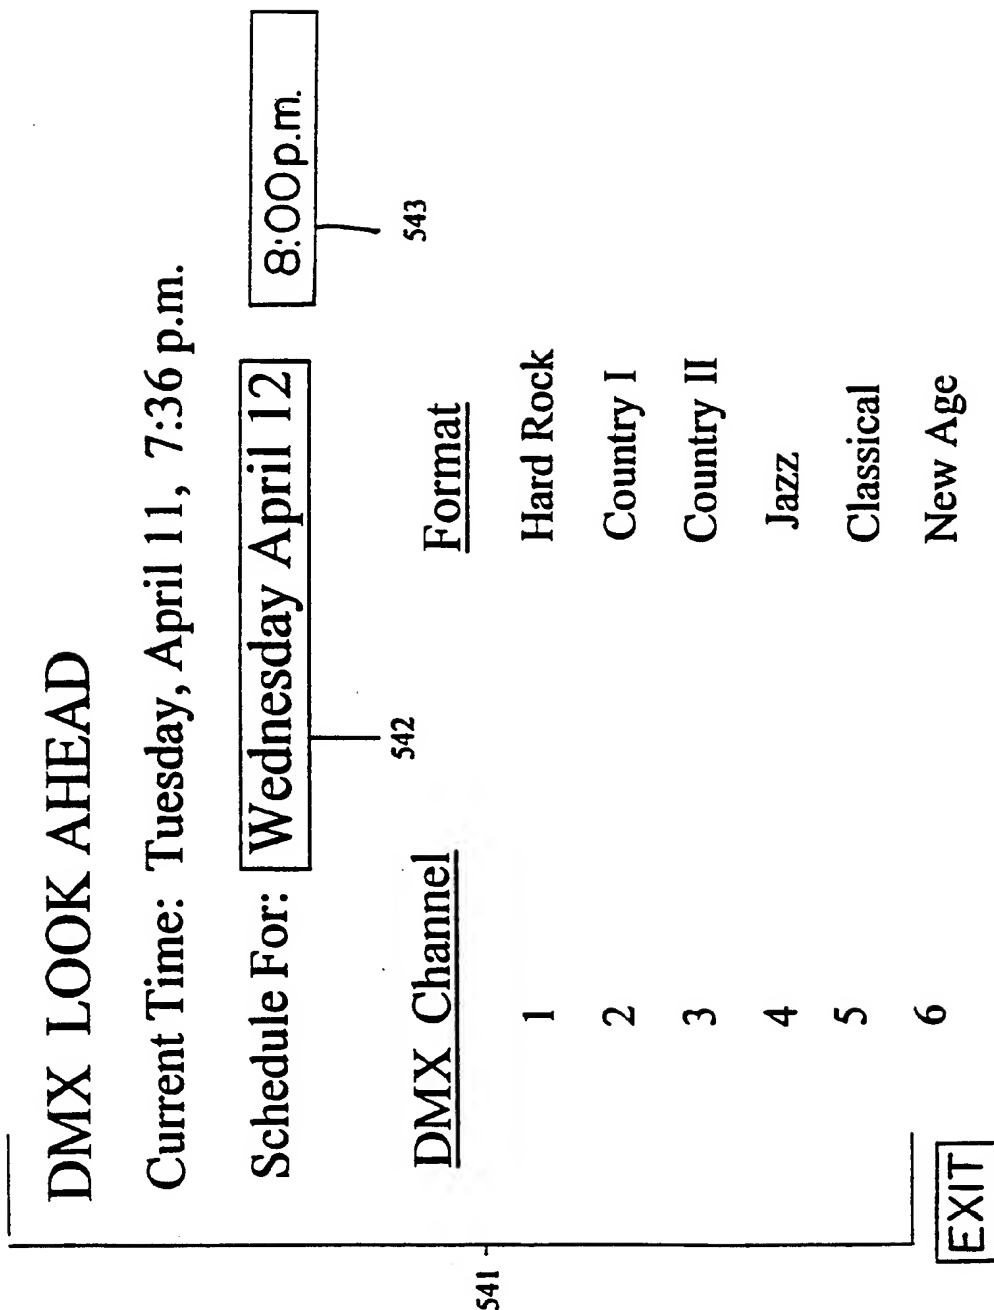 DMX LOOK AHEAD
Current Time: Tuesday, April 11, 7:36 p.m.
Schedule For: Wednesday April 12 8:00 p.m.
542 543
DMX Channel Format
1 Hard Rock
2 Country I
3 Country II
4 Jazz
5 Classical
6 New Age
541
EXIT